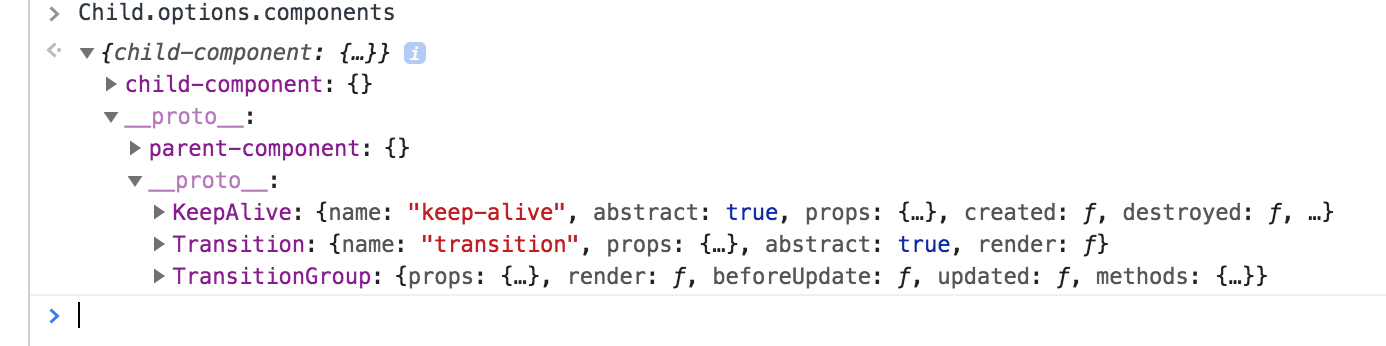 Child.options.components
{child-component: {…}} i
child-component: {}
__proto__:
parent-component: {}
__proto__:
KeepAlive: {name: "keep-alive", abstract: true, props: {…}, created: ƒ, destroyed: ƒ, …}
Transition: {name: "transition", props: {…}, abstract: true, render: ƒ}
TransitionGroup: {props: {…}, render: ƒ, beforeUpdate: ƒ, updated: ƒ, methods: {…}}